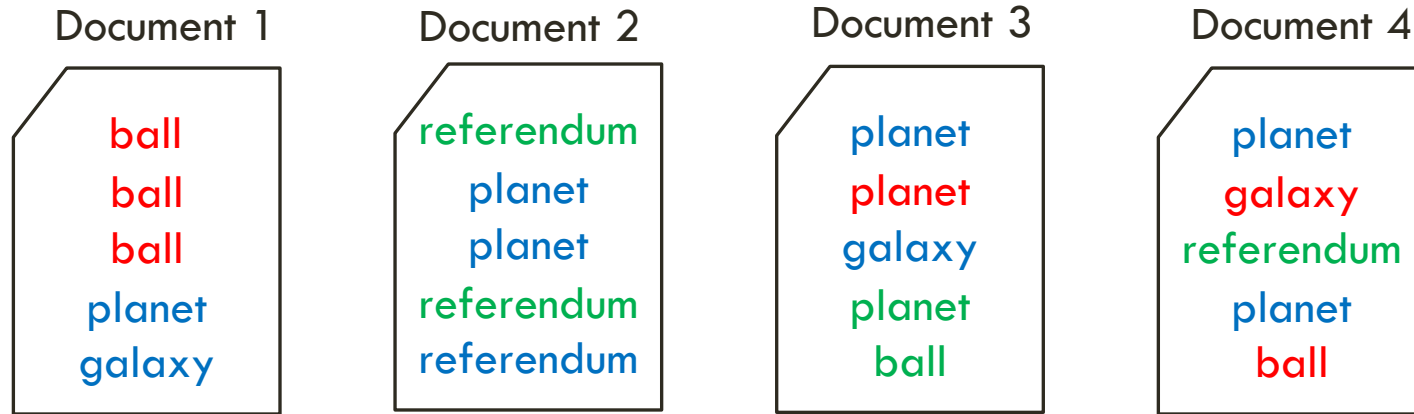 Document 1
ball
ball
ball
planet
galaxy
Document 2
referendum
planet
planet
referendum
referendum
Document 3
planet
planet
galaxy
planet
ball
Document 4
planet
galaxy
referendum
planet
ball